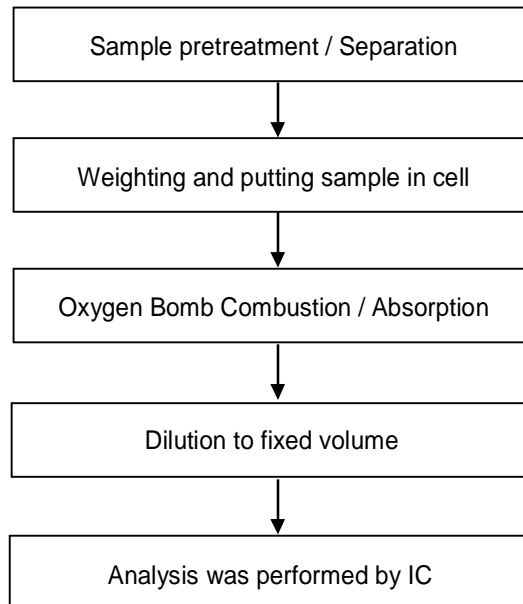 Sample pretreatment / Separation
Weighting and putting sample in cell
Oxygen Bomb Combustion / Absorption
Dilution to fixed volume
Analysis was performed by IC